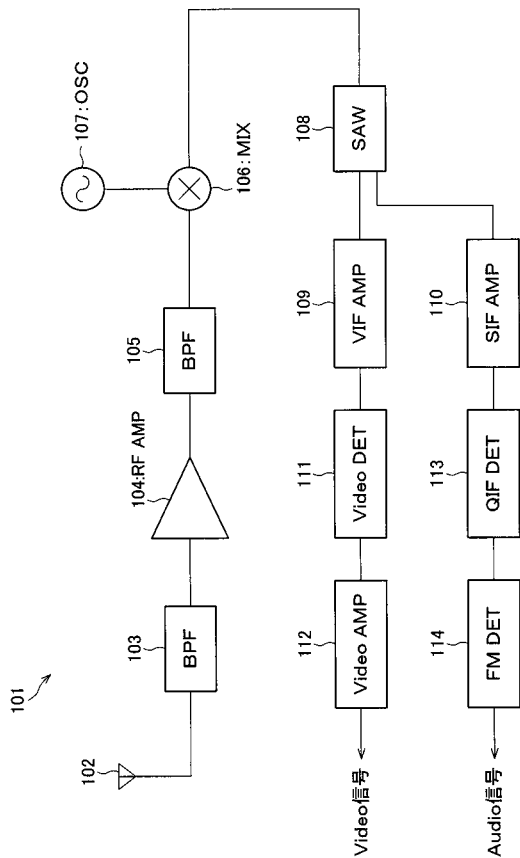 101
102
103
BPF
104:RF AMP
105
BPF
106:MIX
107:OSC
108
SAW
109
VIF AMP
111
Video DET
112
Video AMP
Video信号
110
SIF AMP
113
QIF DET
114
FM DET
Audio信号